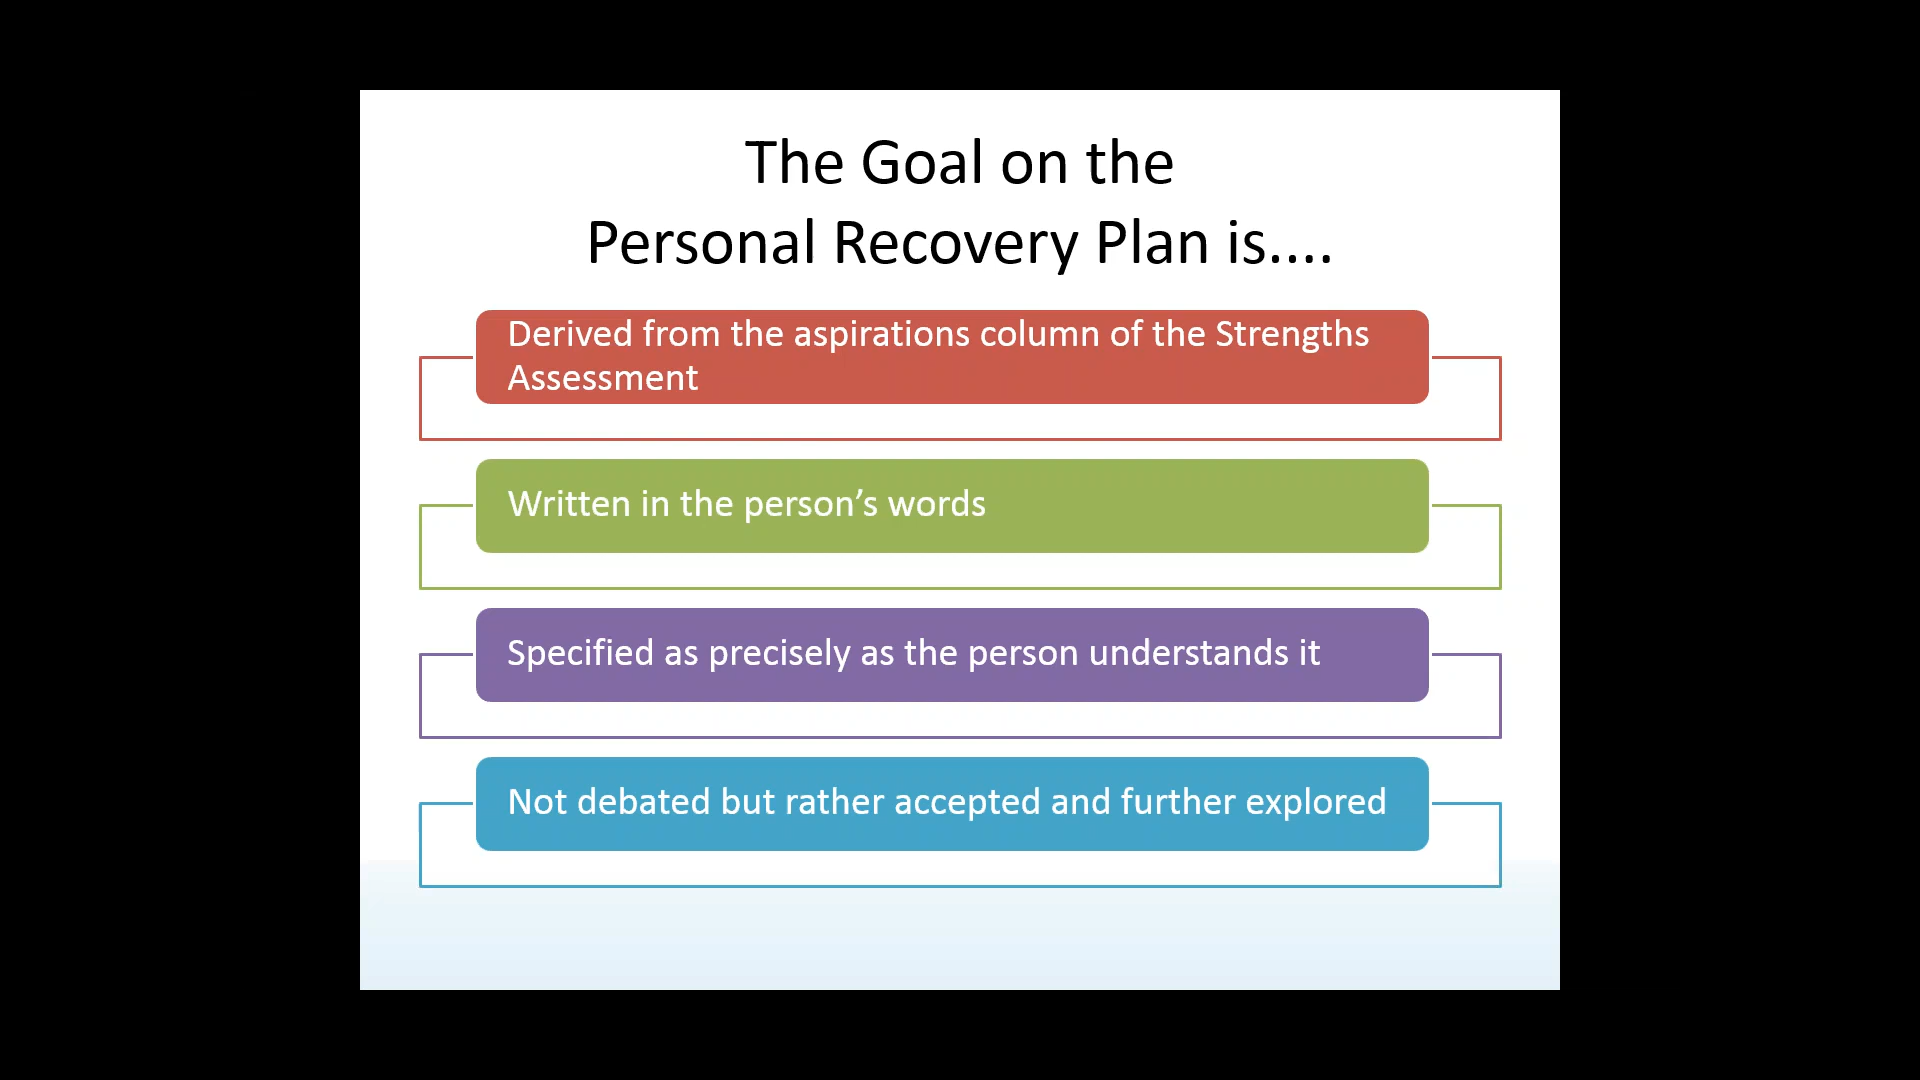 The Goal on the
Personal Recovery Plan is....
Derived from the aspirations column of the Strengths
Assessment
Written in the person’s words
Specified as precisely as the person understands it
Not debated but rather accepted and further explored